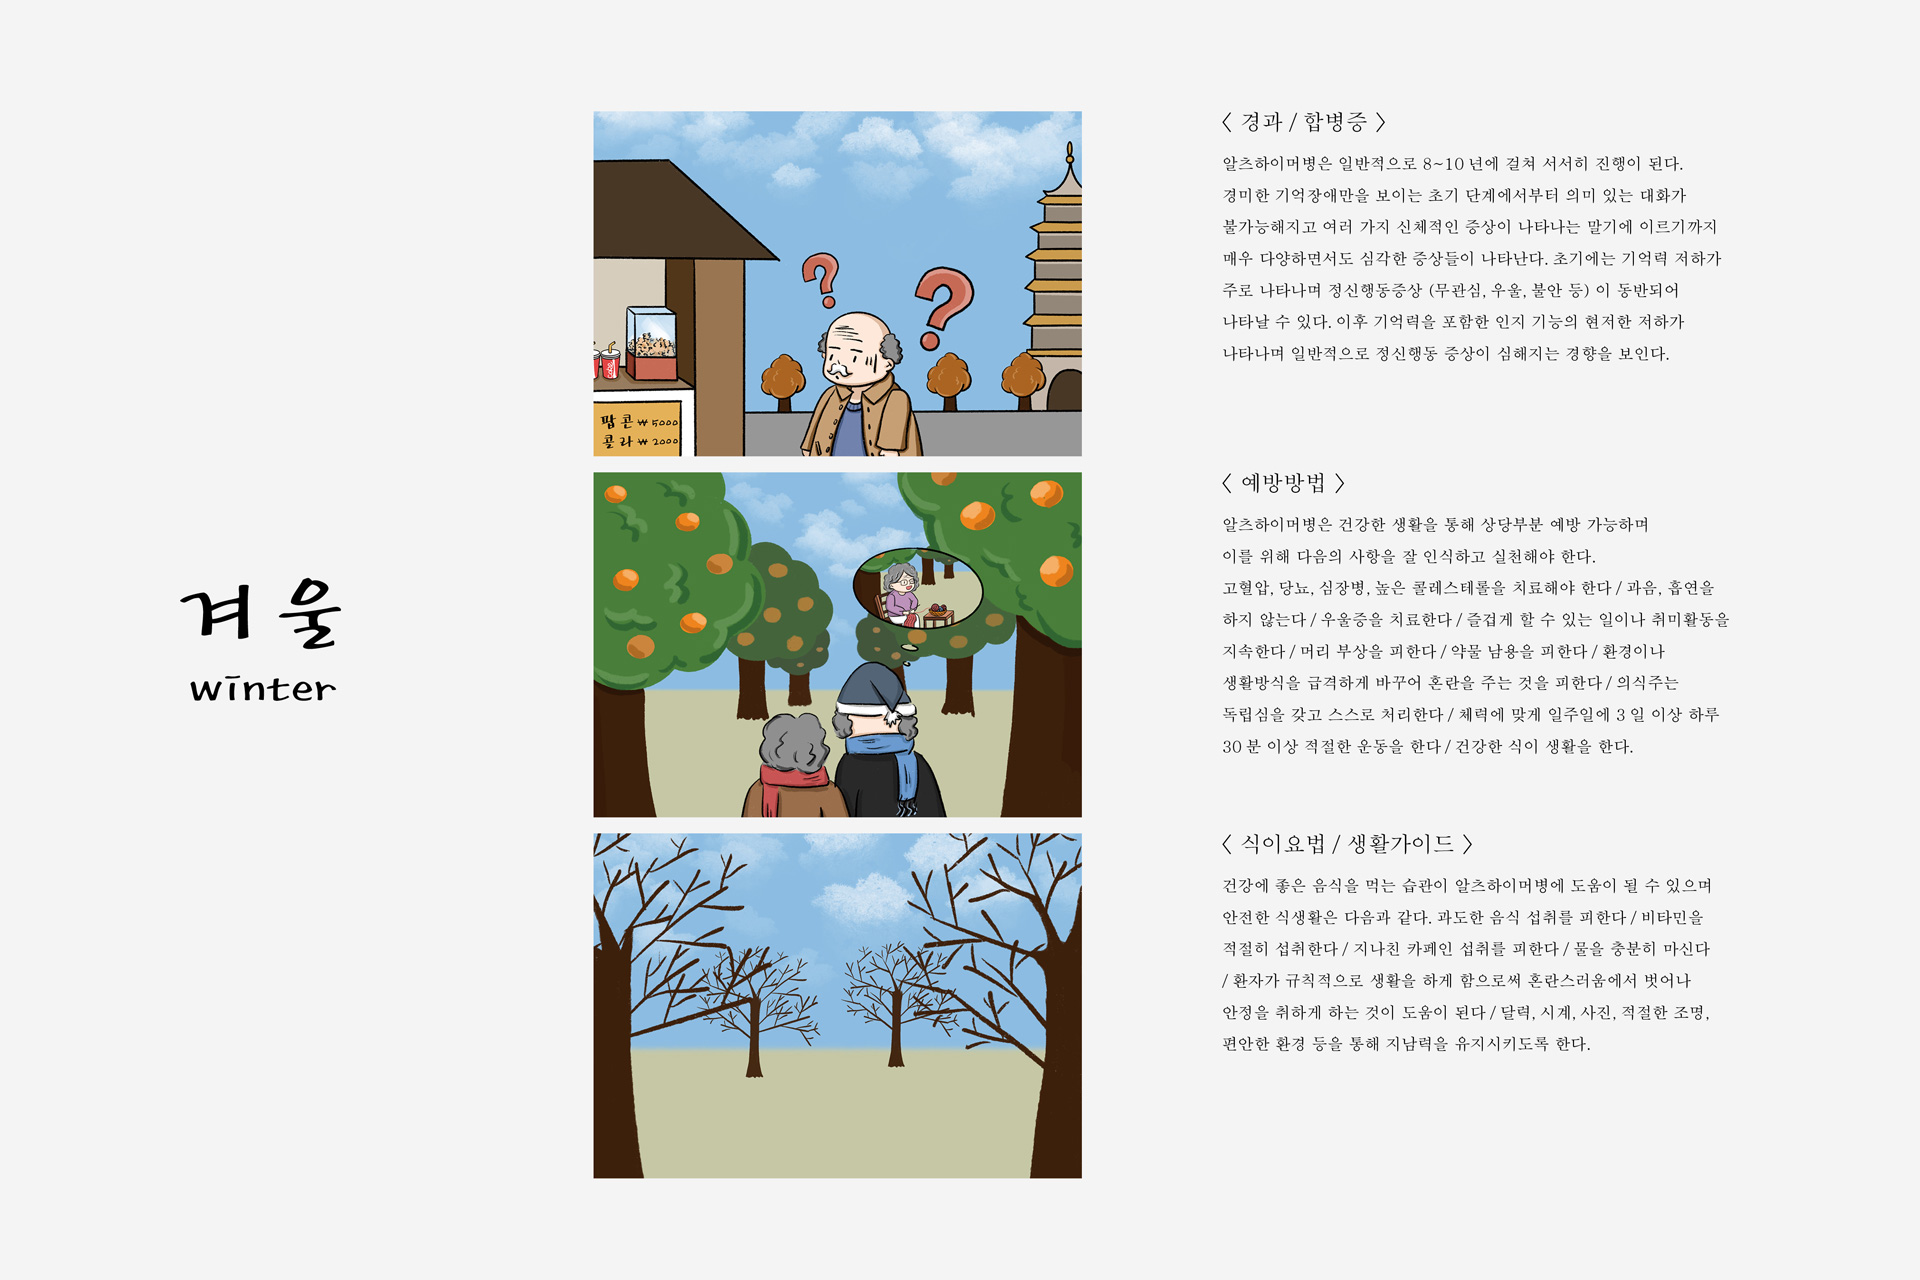 겨울
winter
팝콘 ₩5000
콜라 ₩2000
〈 경과 / 합병증 〉
알츠하이머병은 일반적으로 8~10 년에 걸쳐 서서히 진행이 된다.
경미한 기억장애만을 보이는 초기 단계에서부터 의미 있는 대화가
불가능해지고 여러 가지 신체적인 증상이 나타나는 말기에 이르기까지
매우 다양하면서도 심각한 증상들이 나타난다. 초기에는 기억력 저하가
주로 나타나며 정신행동증상 (무관심, 우울, 불안 등) 이 동반되어
나타날 수 있다. 이후 기억력을 포함한 인지 기능의 현저한 저하가
나타나며 일반적으로 정신행동 증상이 심해지는 경향을 보인다.
〈 예방방법 〉
알츠하이머병은 건강한 생활을 통해 상당부분 예방 가능하며
이를 위해 다음의 사항을 잘 인식하고 실천해야 한다.
고혈압, 당뇨, 심장병, 높은 콜레스테롤을 치료해야 한다 / 과음, 흡연을
하지 않는다 / 우울증을 치료한다 / 즐겁게 할 수 있는 일이나 취미활동을
지속한다 / 머리 부상을 피한다 / 약물 남용을 피한다 / 환경이나
생활방식을 급격하게 바꾸어 혼란을 주는 것을 피한다 / 의식주는
독립심을 갖고 스스로 처리한다 / 체력에 맞게 일주일에 3 일 이상 하루
30 분 이상 적절한 운동을 한다 / 건강한 식이 생활을 한다.
〈 식이요법 / 생활가이드 〉
건강에 좋은 음식을 먹는 습관이 알츠하이머병에 도움이 될 수 있으며
안전한 식생활은 다음과 같다. 과도한 음식 섭취를 피한다 / 비타민을
적절히 섭취한다 / 지나친 카페인 섭취를 피한다 / 물을 충분히 마신다
/ 환자가 규칙적으로 생활을 하게 함으로써 혼란스러움에서 벗어나
안정을 취하게 하는 것이 도움이 된다 / 달력, 시계, 사진, 적절한 조명,
편안한 환경 등을 통해 지남력을 유지시키도록 한다.